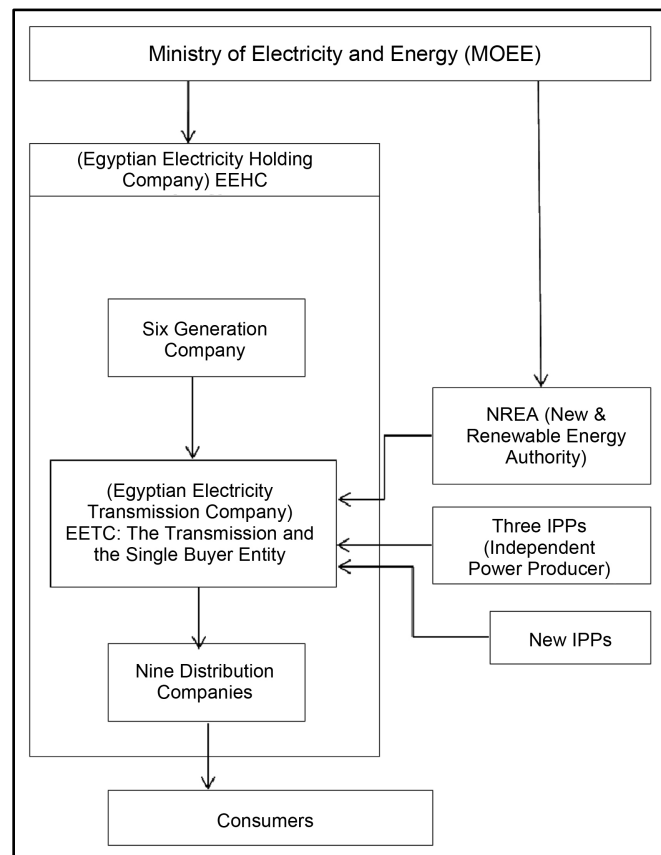 Ministry of Electricity and Energy (MOEE)
(Egyptian Electricity Holding
Company) EEHC
Six Generation
Company
NREA (New &
Renewable Energy
Authority)
(Egyptian Electricity
Transmission Company)
EETC: The Transmission and
the Single Buyer Entity
Three IPPs
(Independent
Power Producer)
New IPPs
Nine Distribution
Companies
Consumers